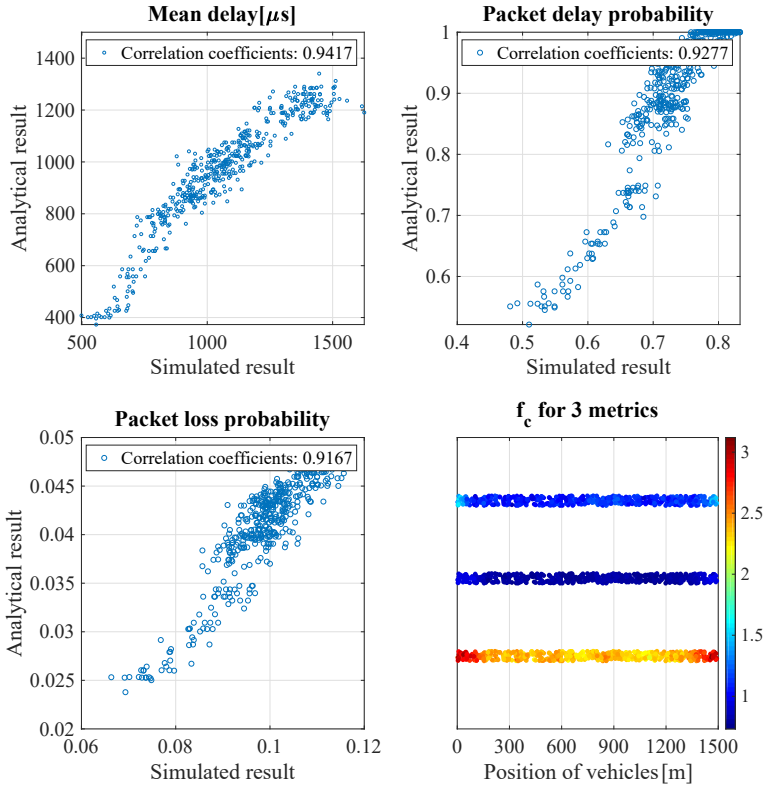 Mean delay[μs]
Correlation coefficients: 0.9417
Analytical result
1400
1200
1000
800
600
400
500
1000
1500
Simulated result
Packet delay probability
Correlation coefficients: 0.9277
Analytical result
1
0.9
0.8
0.7
0.6
0.4
0.5
0.6
0.7
0.8
Simulated result
Packet loss probability
Correlation coefficients: 0.9167
Analytical result
0.05
0.045
0.04
0.035
0.03
0.025
0.02
0.06
0.08
0.1
0.12
Simulated result
f_c for 3 metrics
3
2.5
2
1.5
1
0
300
600
900
1200
1500
Position of vehicles[m]